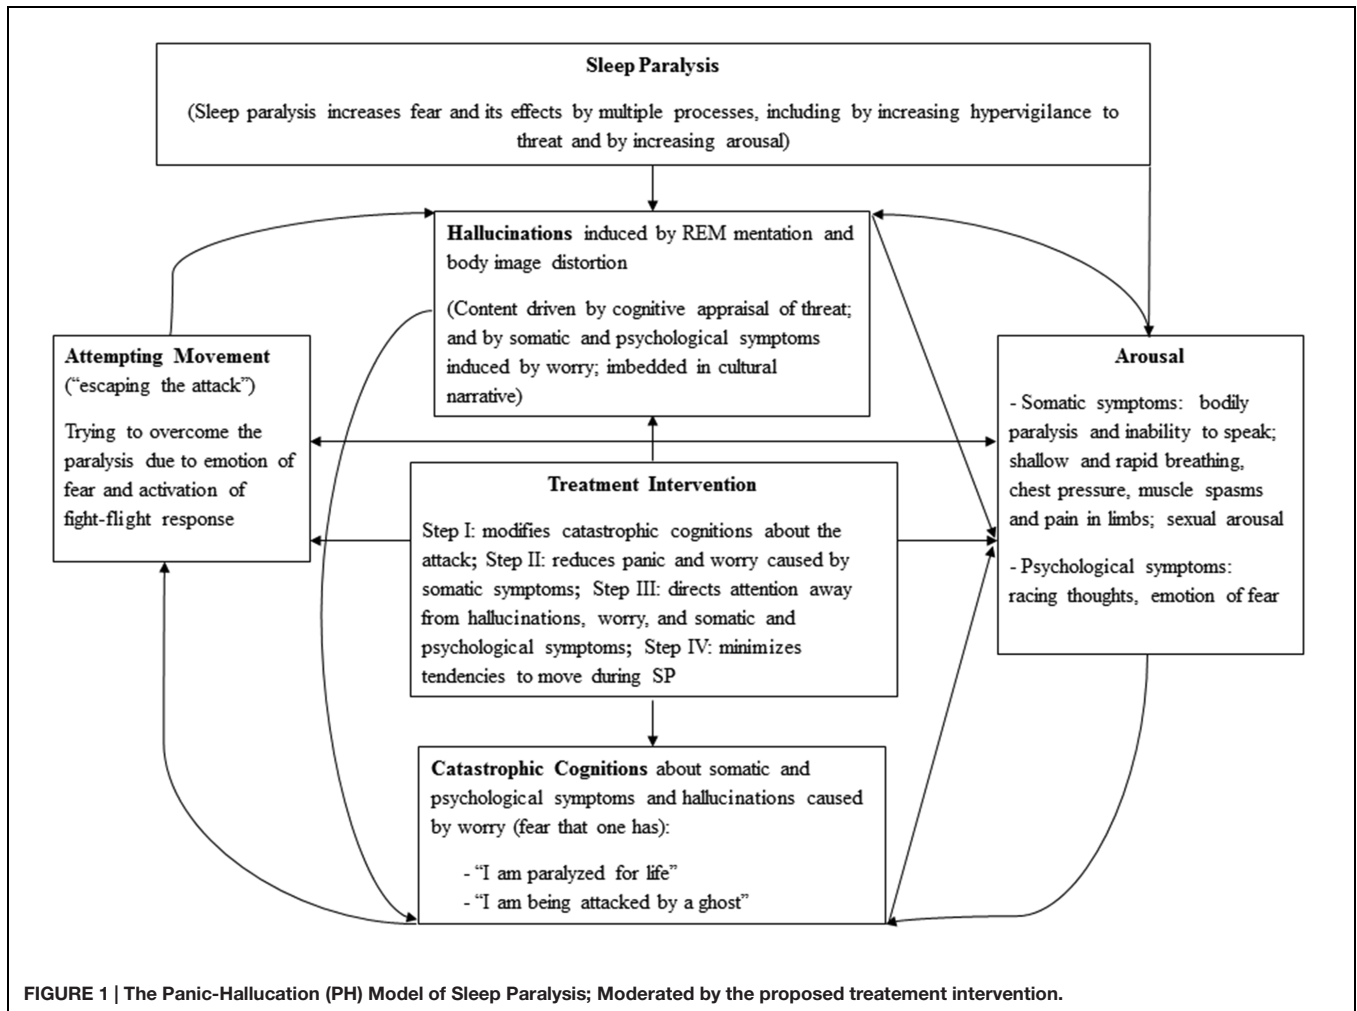 Sleep Paralysis
(Sleep paralysis increases fear and its effects by multiple processes, including by increasing hypervigilance to
threat and by increasing arousal)
Hallucinations induced by REM mentation and
body image distortion
(Content driven by cognitive appraisal of threat;
and by somatic and psychological symptoms
induced by worry; imbedded in cultural
narrative)
Attempting Movement
(“escaping the attack”)
Trying to overcome the
paralysis due to emotion of
fear and activation of
fight-flight response
Arousal
- Somatic symptoms: bodily
paralysis and inability to speak;
shallow and rapid breathing,
chest pressure, muscle spasms
and pain in limbs; sexual arousal
- Psychological symptoms:
racing thoughts, emotion of fear
Treatment Intervention
Step I: modifies catastrophic cognitions about the
attack; Step II: reduces panic and worry caused by
somatic symptoms; Step III: directs attention away
from hallucinations, worry, and somatic and
psychological symptoms; Step IV: minimizes
tendencies to move during SP
Catastrophic Cognitions about somatic and
psychological symptoms and hallucinations caused
by worry (fear that one has):
- “I am paralyzed for life”
- “I am being attacked by a ghost”
FIGURE 1 | The Panic-Hallucation (PH) Model of Sleep Paralysis; Moderated by the proposed treatement intervention.